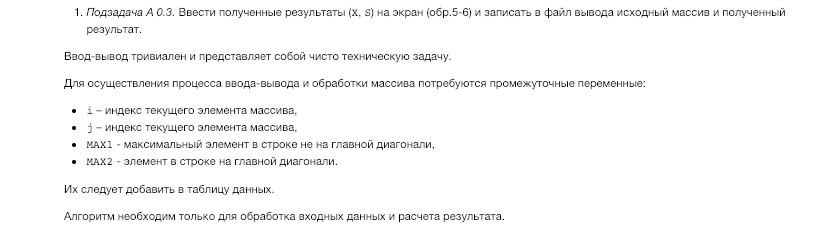 1. Подзадача А 0.3. Ввести полученные результаты (X, S) на экран (обр.5-6) и записать в файл вывода исходный массив и полученный
результат.
Ввод-вывод тривиален и представляет собой чисто техническую задачу.
Для осуществления процесса ввода-вывода и обработки массива потребуются промежуточные переменные:
• i – индекс текущего элемента массива,
• j – индекс текущего элемента массива,
• MAX1 - максимальный элемент в строке не на главной диагонали,
• MAX2 - элемент в строке на главной диагонали.
Их следует добавить в таблицу данных.
Алгоритм необходим только для обработка входных данных и расчета результата.